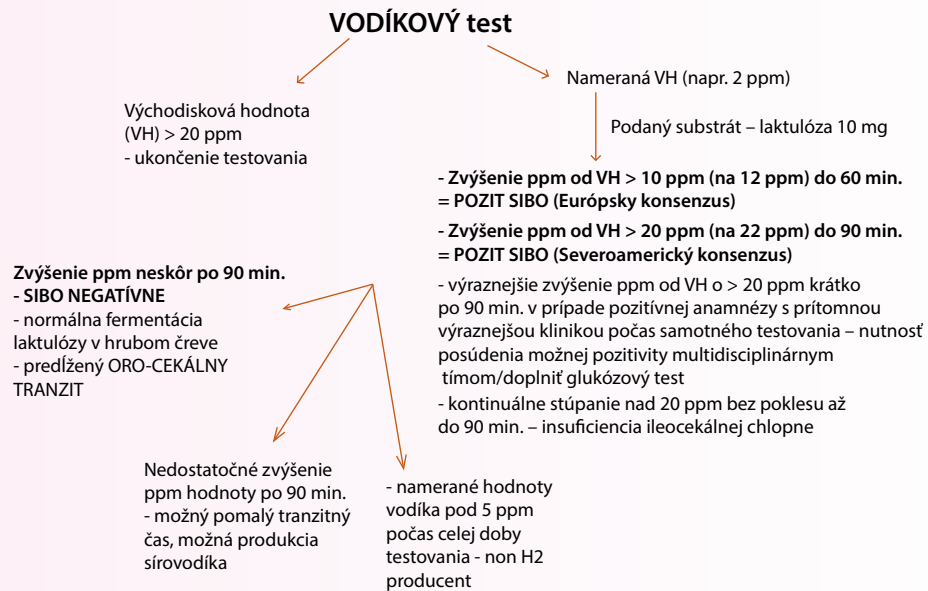 VODÍKOVÝ test
Východisková hodnota
(VH) > 20 ppm
- ukončenie testovania
Nameraná VH (napr. 2 ppm)
Podaný substrát – laktulóza 10 mg
- Zvýšenie ppm od VH > 10 ppm (na 12 ppm) do 60 min.
= POZIT SIBO (Európsky konsenzus)
- Zvýšenie ppm od VH > 20 ppm (na 22 ppm) do 90 min.
= POZIT SIBO (Severoamerický konsenzus)
- výraznejšie zvýšenie ppm od VH o > 20 ppm krátko
po 90 min. v prípade pozitívnej anamnézy s prítomnou
výraznejšou klinikou počas samotného testovania – nutnosť
posúdenia možnej pozitivity multidisciplinárnym
tímom/doplniť glukózový test
- kontinuálne stúpanie nad 20 ppm bez poklesu až
do 90 min. – insuficiencia ileocekálnej chlopne
Zvýšenie ppm neskôr po 90 min.
- SIBO NEGATÍVNE
- normálna fermentácia
laktulózy v hrubom čreve
- predĺžený ORO-CEKÁLNY
TRANZIT
Nedostatočné zvýšenie
ppm hodnoty po 90 min.
- možný pomalý tranzitný
čas, možná produkcia
sírovodíka
- namerané hodnoty
vodíka pod 5 ppm
počas celej doby
testovania - non H2
producent